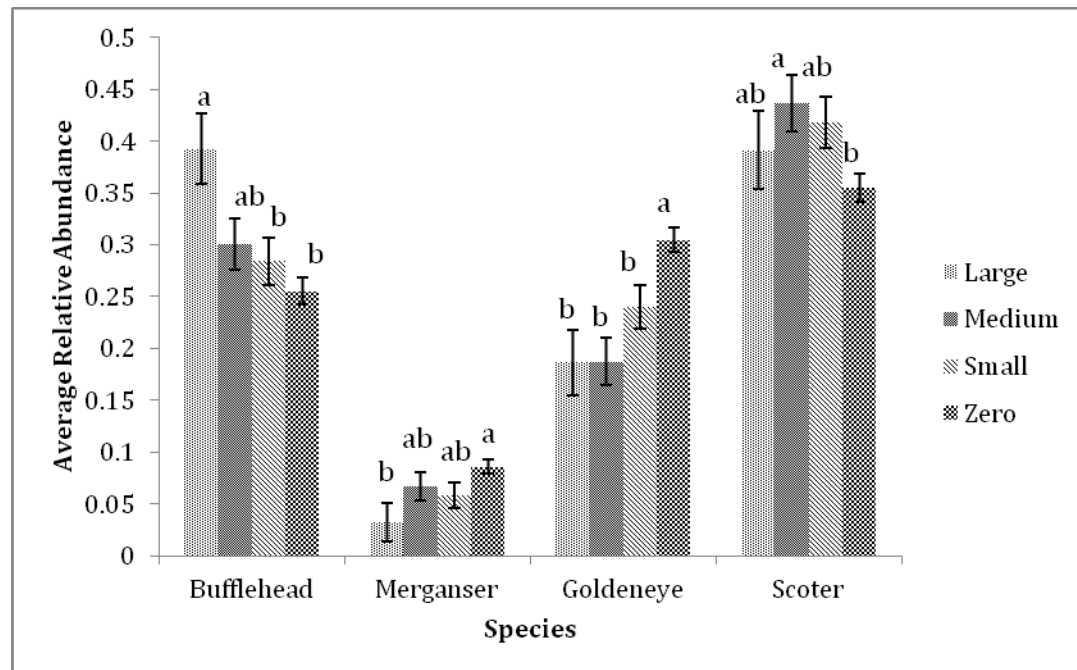 0.5
0.45
0.4
0.35
0.3
0.25
0.2
0.15
0.1
0.05
0
Average Relative Abundance
a
ab
b
b
b
ab
ab
a
b
b
b
a
ab
a
ab
b
Bufflehead
Merganser
Goldeneye
Scoter
Species
Large
Medium
Small
Zero